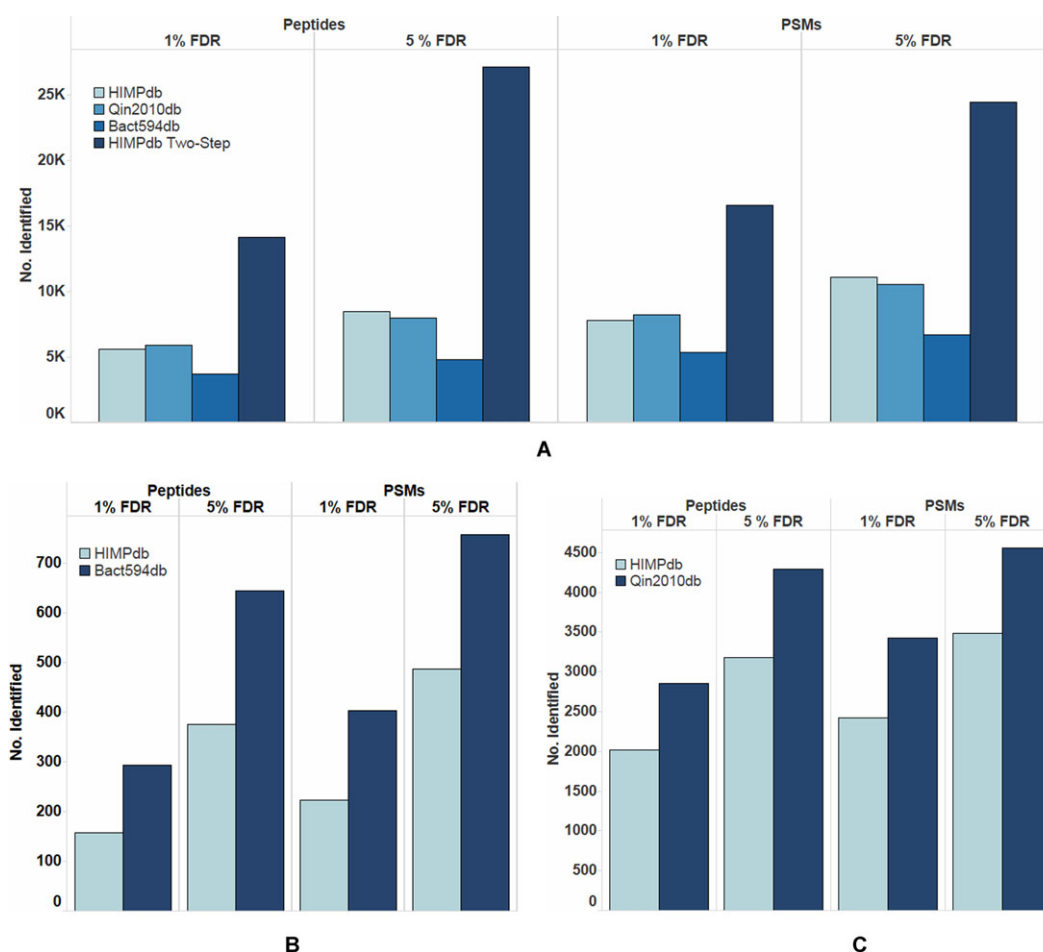 Peptides PSMs
1% FDR 5 % FDR 1% FDR 5% FDR
HIMPdb
Qin2010db
Bact594db
HIMPdb Two-Step
25K
20K
15K
10K
5K
0K
No. Identified
A
Peptides PSMs
1% FDR 5% FDR 1% FDR 5% FDR
HIMPdb
Bact594db
700
600
500
400
300
200
100
0
No. Identified
B
Peptides PSMs
1% FDR 5 % FDR 1% FDR 5% FDR
HIMPdb
Qin2010db
4500
4000
3500
3000
2500
2000
1500
1000
500
0
No. Identified
C